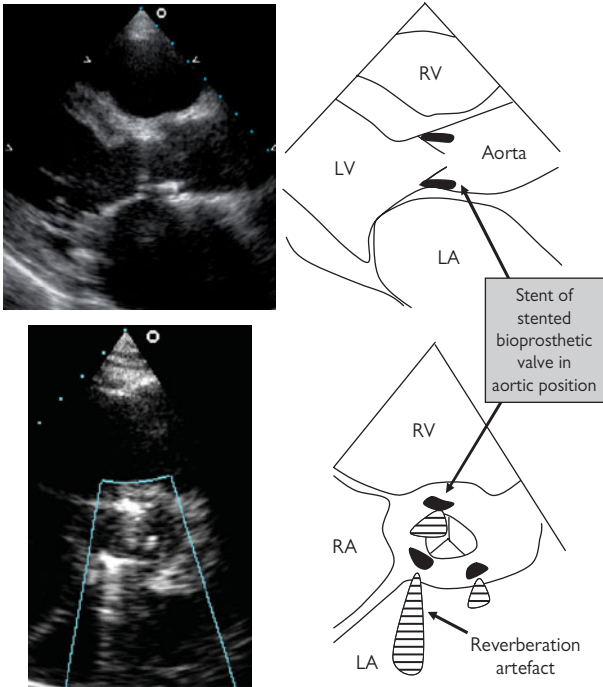 RV
Aorta
LV
LA
Stent of
stented
bioprosthetic
valve in
aortic position
RV
RA
Reverberation
artefact
LA